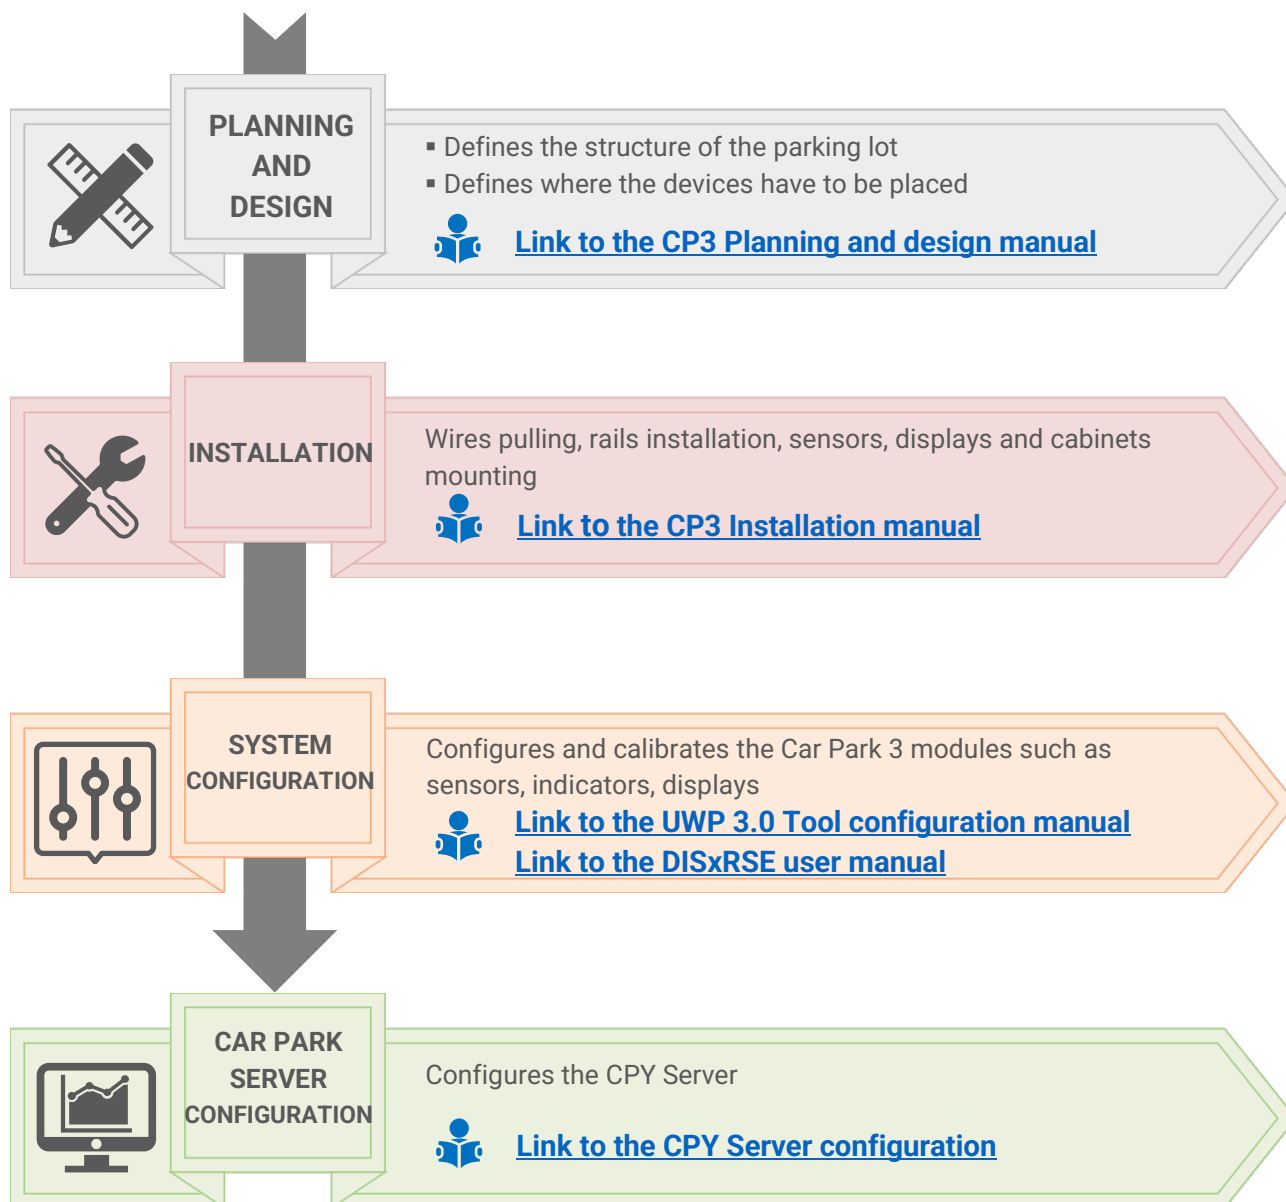 PLANNING
AND
DESIGN
▪ Defines the structure of the parking lot
▪ Defines where the devices have to be placed
Link to the CP3 Planning and design manual
INSTALLATION
Wires pulling, rails installation, sensors, displays and cabinets
mounting
Link to the CP3 Installation manual
SYSTEM
CONFIGURATION
Configures and calibrates the Car Park 3 modules such as
sensors, indicators, displays
Link to the UWP 3.0 Tool configuration manual
Link to the DISxRSE user manual
CAR PARK
SERVER
CONFIGURATION
Configures the CPY Server
Link to the CPY Server configuration